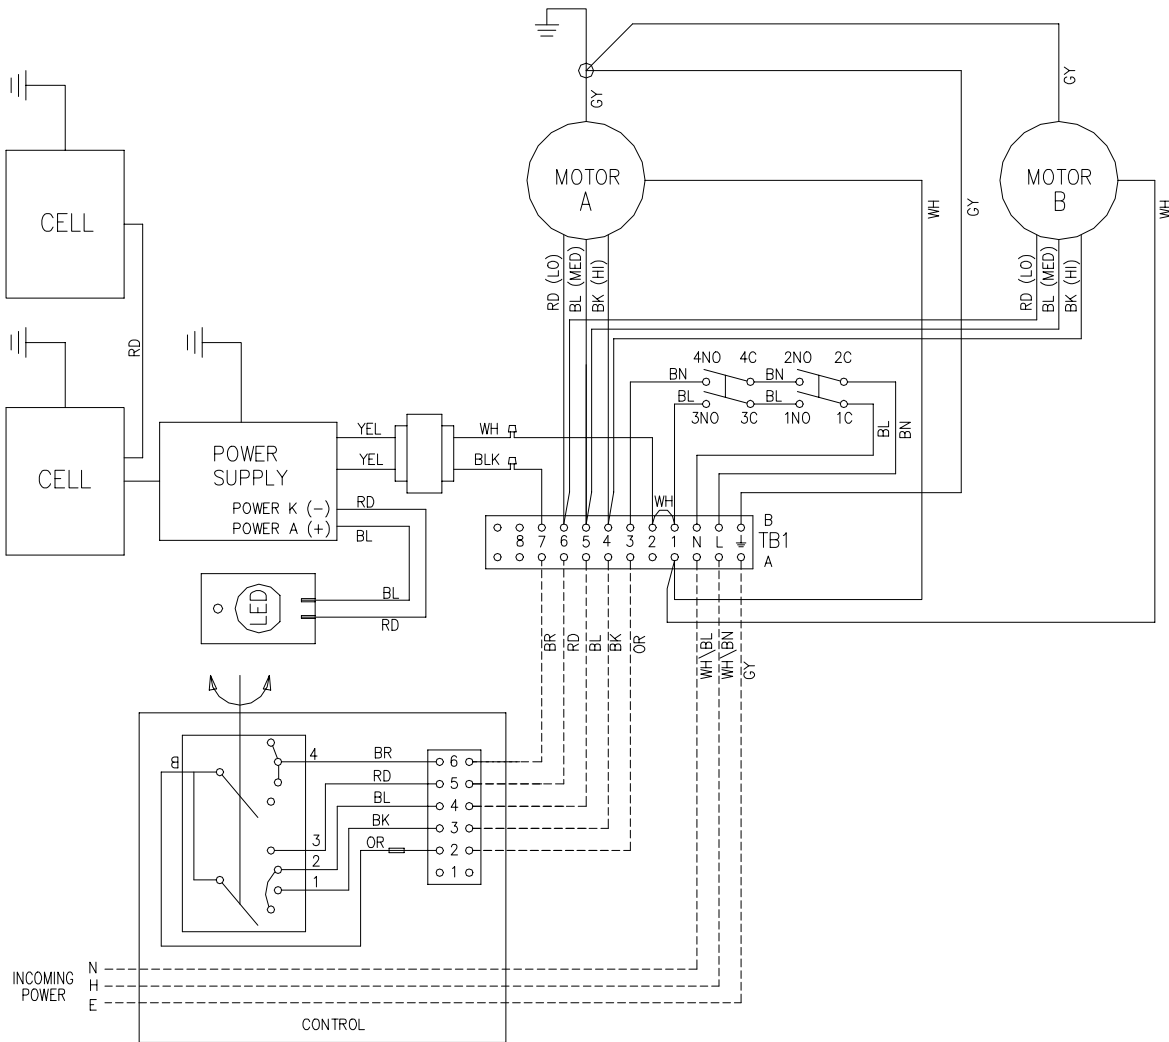 GY
GY
MOTOR
A
MOTOR
B
WH
GY
WH
CELL
RD (LO)
BL (MED)
BK (HI)
RD (LO)
BL (MED)
BK (HI)
RD
4NO 4C 2NO 2C
BN BN
BL BL
3NO 3C 1NO 1C
BL
BN
CELL
POWER
SUPPLY
POWER K (-)
POWER A (+)
YEL
YEL
WH
BLK
RD
BL
WH
B
8 7 6 5 4 3 2 1 N L
TB1
A
LED
BL
RD
BR
RD
BL
BK
OR
WH\BL
WH\BN
GY
B
4
BR
6
RD
5
BL
4
BK
3
3
OR
2
2
1
1
INCOMING
POWER
N
H
E
CONTROL